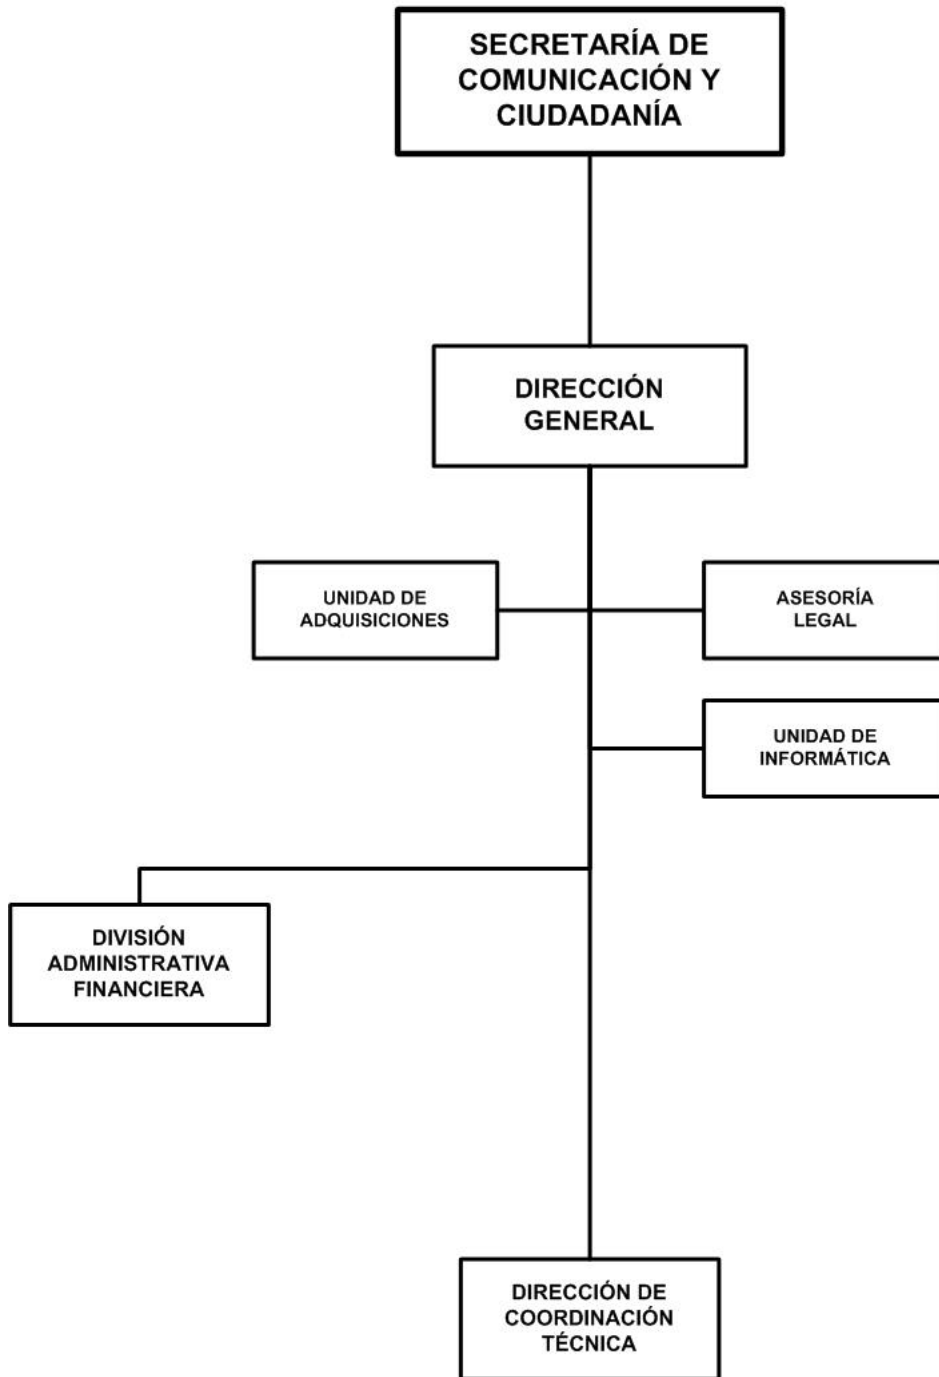 SECRETARÍA DE
COMUNICACIÓN Y
CIUDADANÍA
DIRECCIÓN
GENERAL
UNIDAD DE
ADQUISICIONES
ASESORÍA
LEGAL
UNIDAD DE
INFORMÁTICA
DIVISIÓN
ADMINISTRATIVA
FINANCIERA
DIRECCIÓN DE
COORDINACIÓN
TÉCNICA